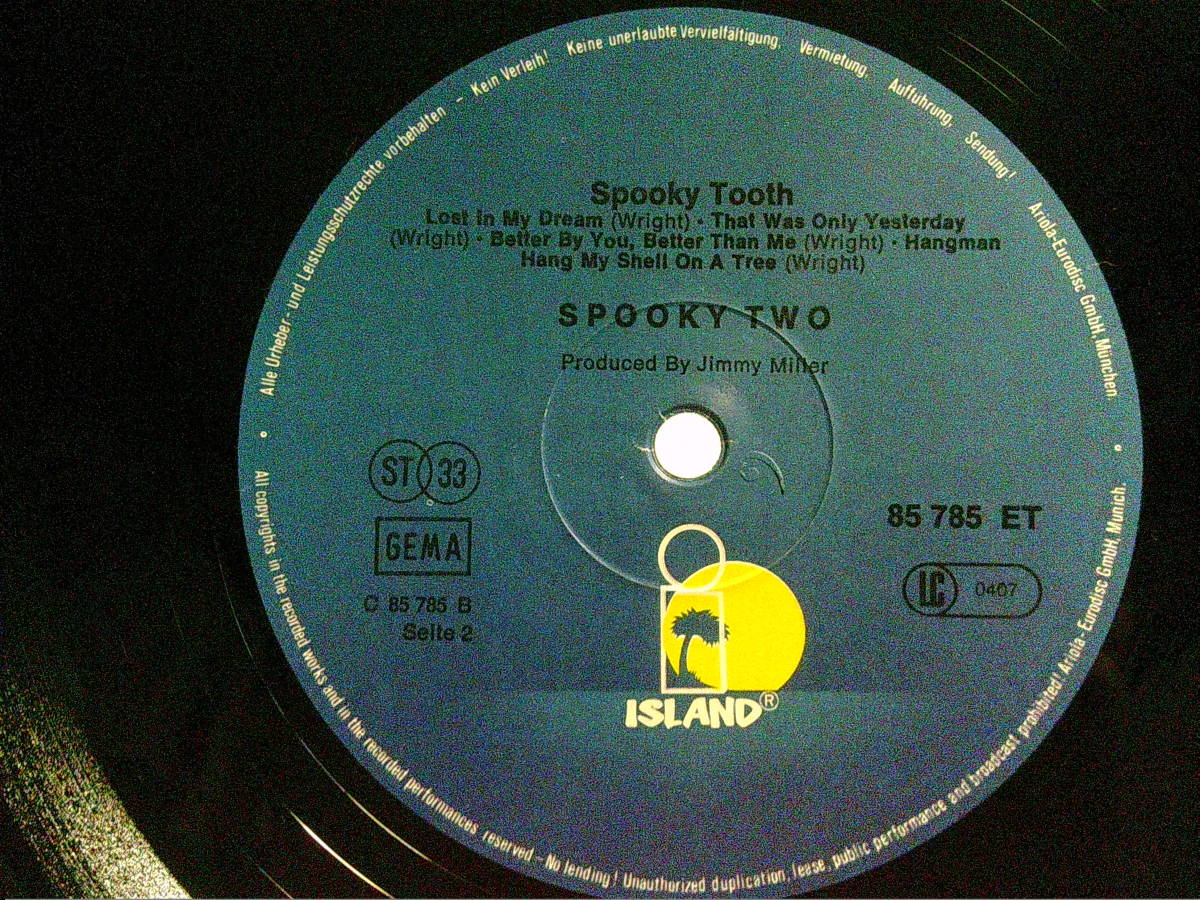 Alle Urheber- und Leistungsschutzrechte vorbehalten – Kein Verleih! Keine unerlaubte Vervielfältigung, Vermietung, Aufführung, Sendung! Ariola-Eurodisc GmbH, München.
Spooky Tooth
Lost In My Dream (Wright) • That Was Only Yesterday
(Wright) • Better By You, Better Than Me (Wright) • Hangman
Hang My Shell On A Tree (Wright)
SPOOKY TWO
Produced By Jimmy Miller
ST 33
GEMA
C 85 785 B
Seite 2
85 785 ET
LC 0407
ISLAND®
All copyrights in the recorded works and in the recorded performances reserved – No lending! Unauthorized duplication, lease, public performance and broadcast prohibited! Ariola-Eurodisc GmbH, Munich.